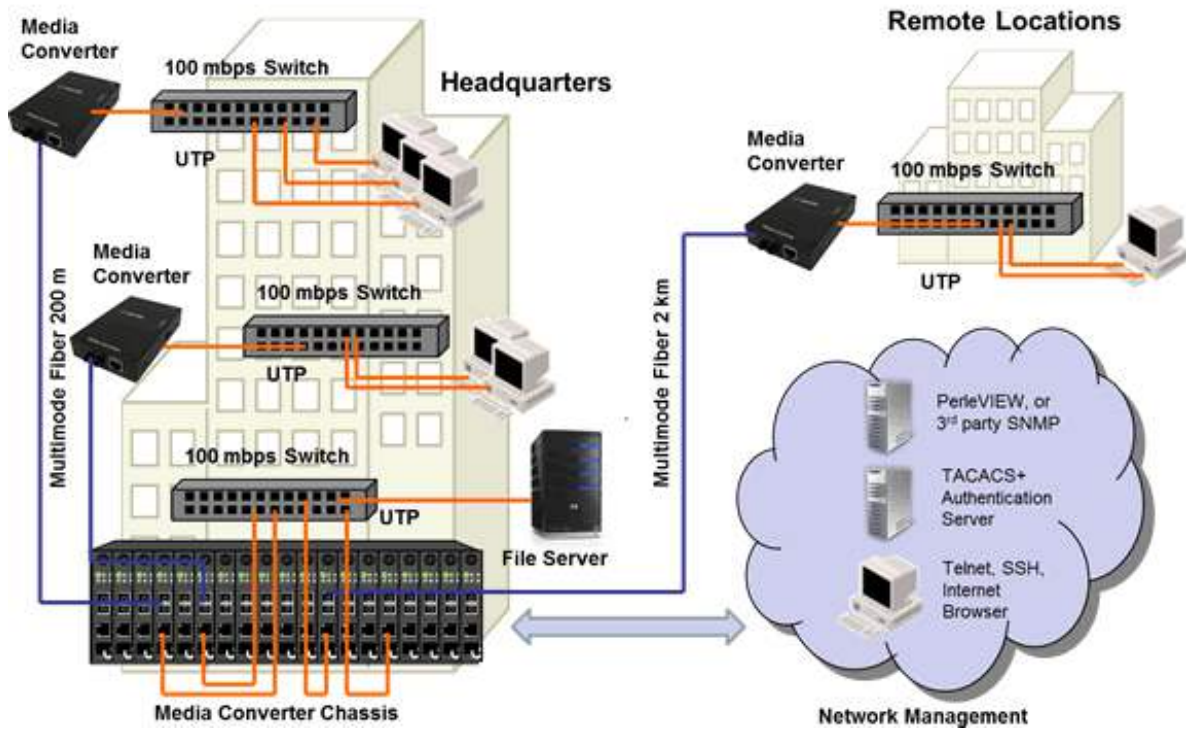 Media
Converter
100 mbps Switch
Headquarters
UTP
Media
Converter
100 mbps Switch
UTP
Multimode Fiber 200 m
100 mbps Switch
UTP
File Server
Media Converter Chassis
Multimode Fiber 2 km
Remote Locations
Media
Converter
100 mbps Switch
UTP
PerleVIEW, or
3rd party SNMP
TACACS+
Authentication
Server
Telnet, SSH,
Internet
Browser
Network Management